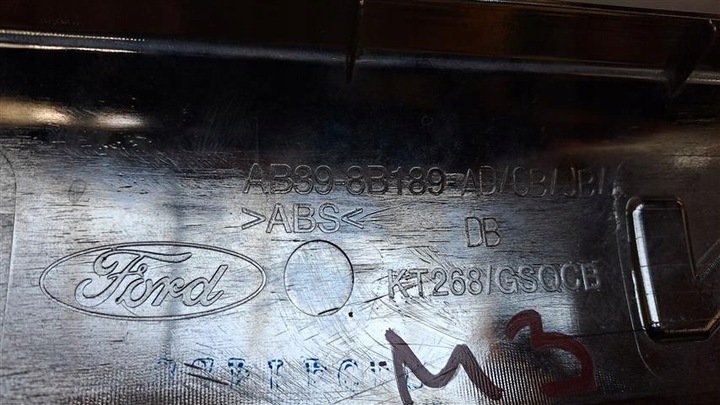 AB39-8B189-AD/CB/JB/
>ABS< DB
Ford KT268/GSQCB
M3